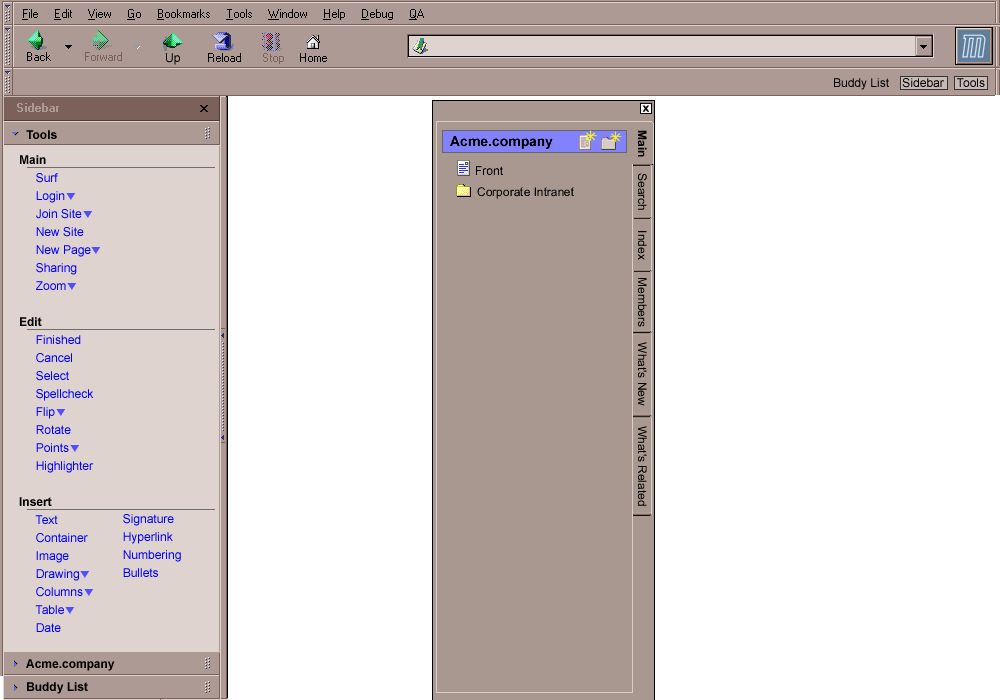 File Edit View Go Bookmarks Tools Window Help Debug QA
Back Forward Up Reload Stop Home
Buddy List Sidebar Tools
Sidebar
Tools
Main
Surf
Login
Join Site
New Site
New Page
Sharing
Zoom
Edit
Finished
Cancel
Select
Spellcheck
Flip
Rotate
Points
Highlighter
Insert
Text Signature
Container Hyperlink
Image Numbering
Drawing Bullets
Columns
Table
Date
Acme.company
Buddy List
Acme.company
Front
Corporate Intranet
Main
Search
Index
Members
What's New
What's Related